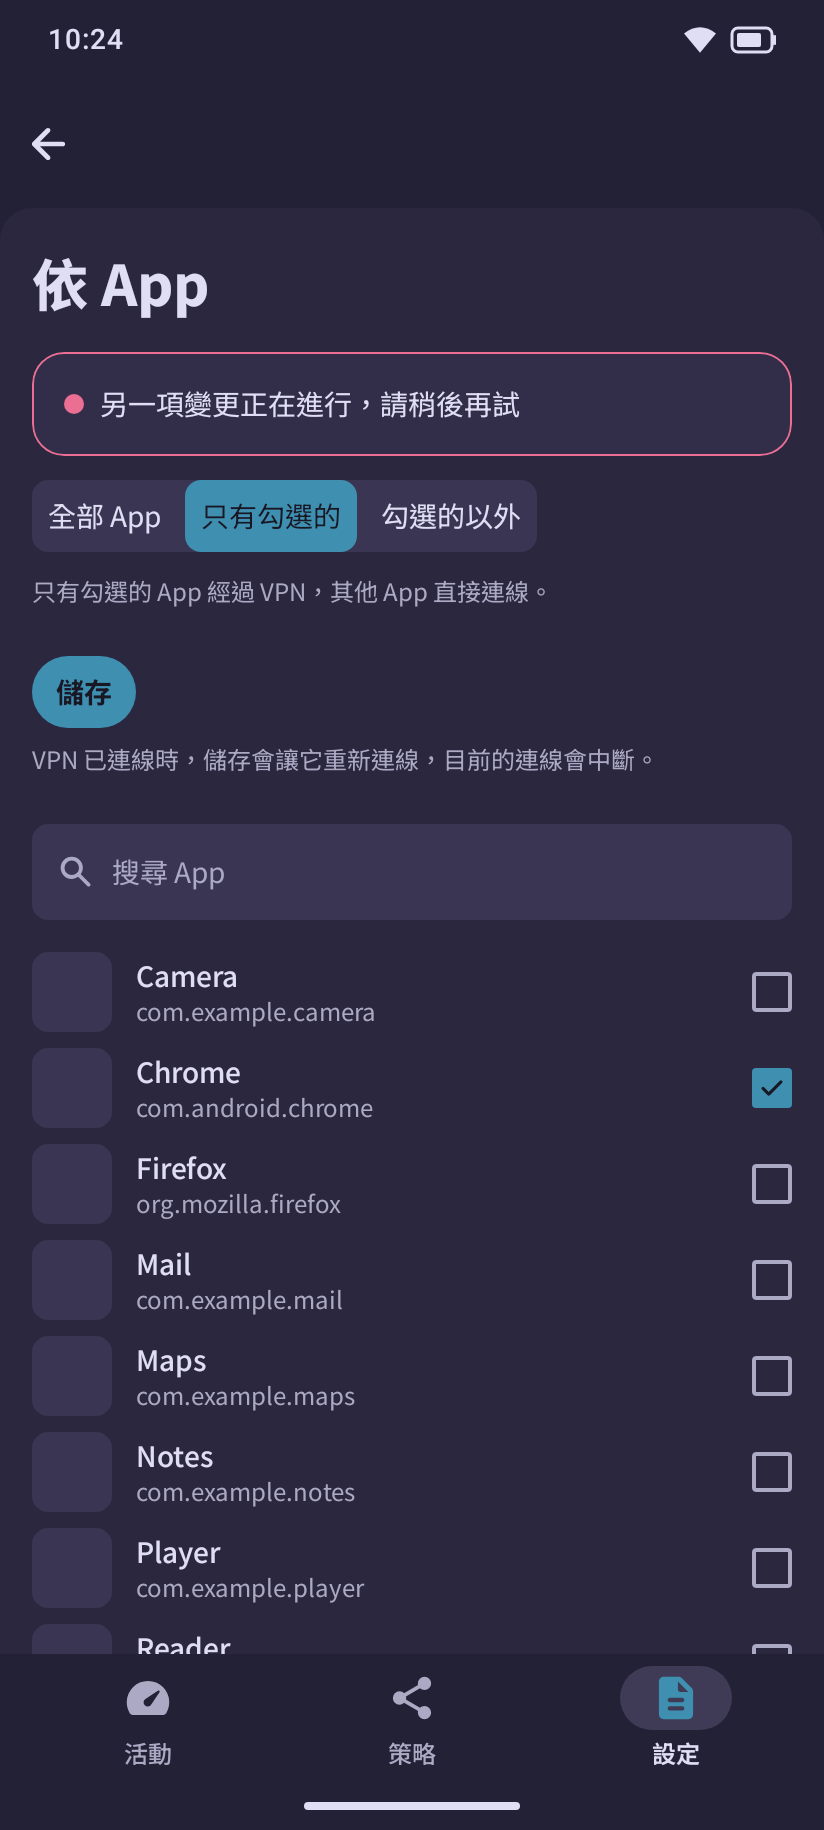 10:24
依 App
另一項變更正在進行，請稍後再試
全部 App
只有勾選的
勾選的以外
只有勾選的 App 經過 VPN，其他 App 直接連線。
儲存
VPN 已連線時，儲存會讓它重新連線，目前的連線會中斷。
搜尋 App
Camera
com.example.camera
Chrome
com.android.chrome
Firefox
org.mozilla.firefox
Mail
com.example.mail
Maps
com.example.maps
Notes
com.example.notes
Player
com.example.player
Reader
活動
策略
設定